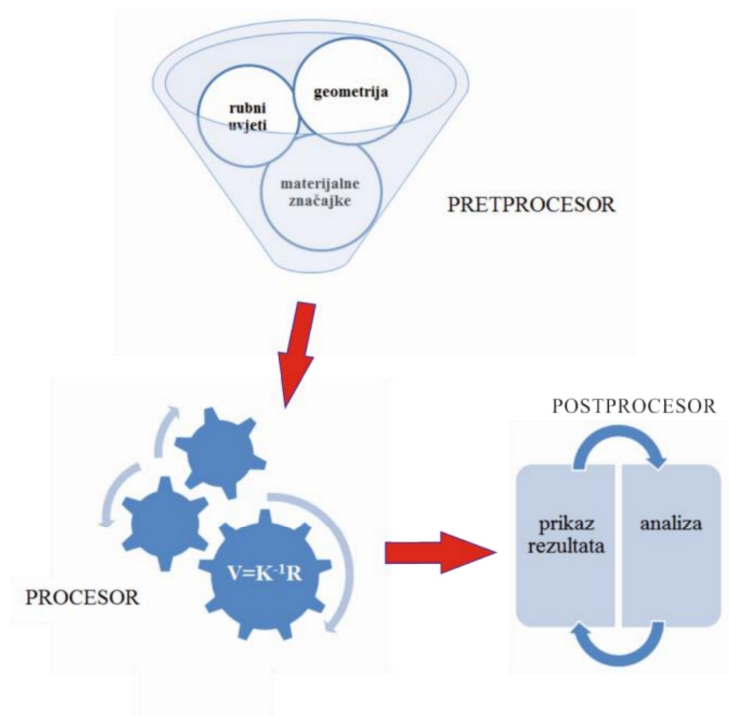 geometrija
rubni
uvjeti
materijalne
značajke
PRETPROCESOR
POSTPROCESOR
prikaz
rezultata
analiza
V=K⁻¹R
PROCESOR